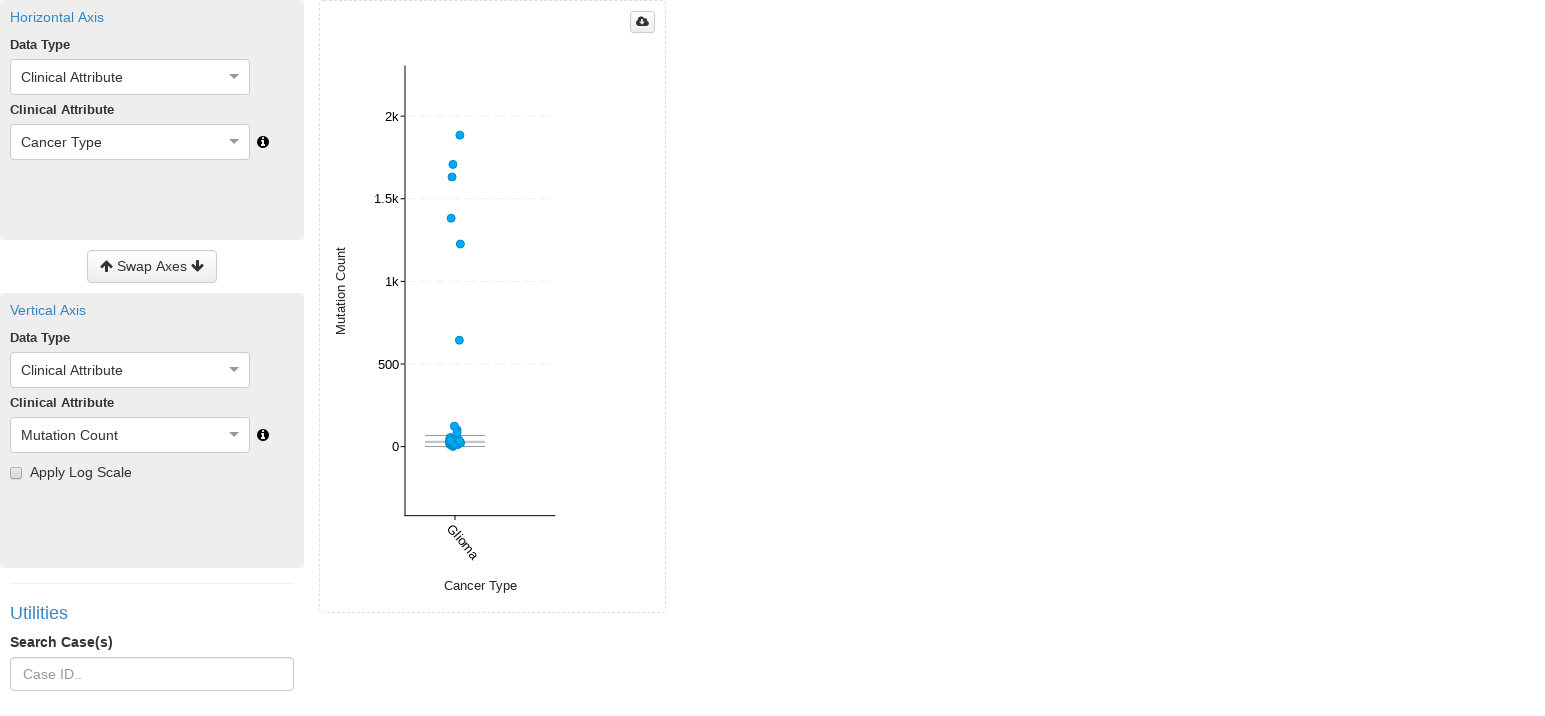 Horizontal Axis
Data Type
Clinical Attribute
Clinical Attribute
Cancer Type
Swap Axes
Vertical Axis
Data Type
Clinical Attribute
Clinical Attribute
Mutation Count
Apply Log Scale
Utilities
Search Case(s)
Case ID..
2k
1.5k
1k
500
0
Mutation Count
Glioma
Cancer Type